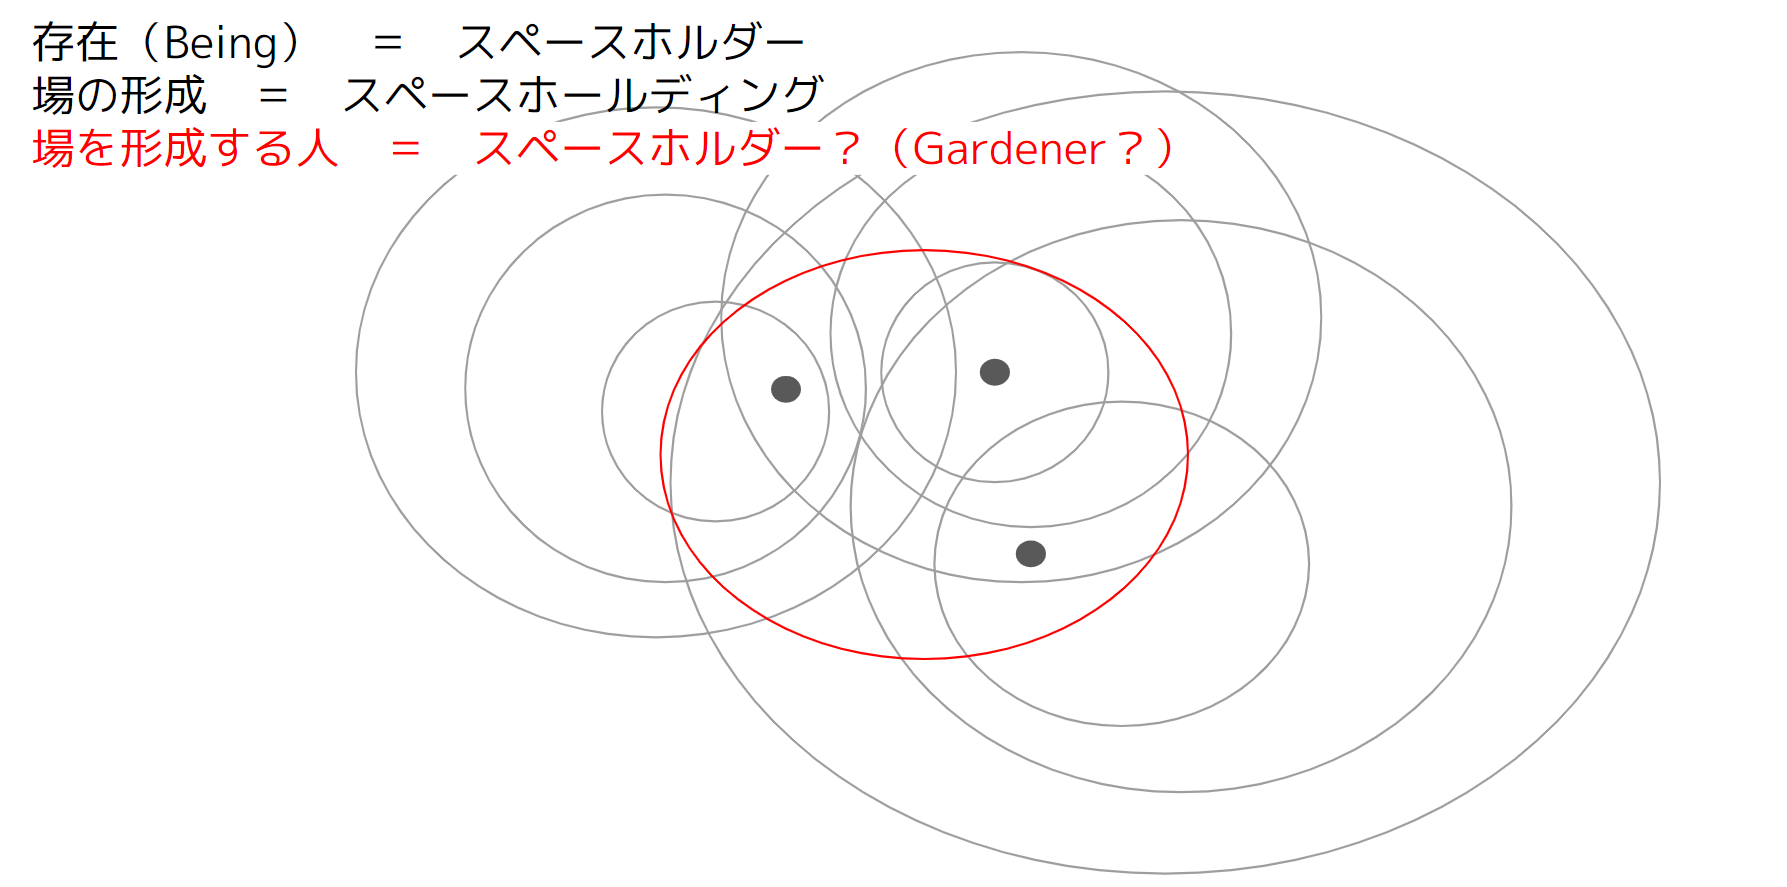 存在（Being）　＝　スペースホルダー
場の形成　＝　スペースホールディング
場を形成する人　＝　スペースホルダー？（Gardener？）